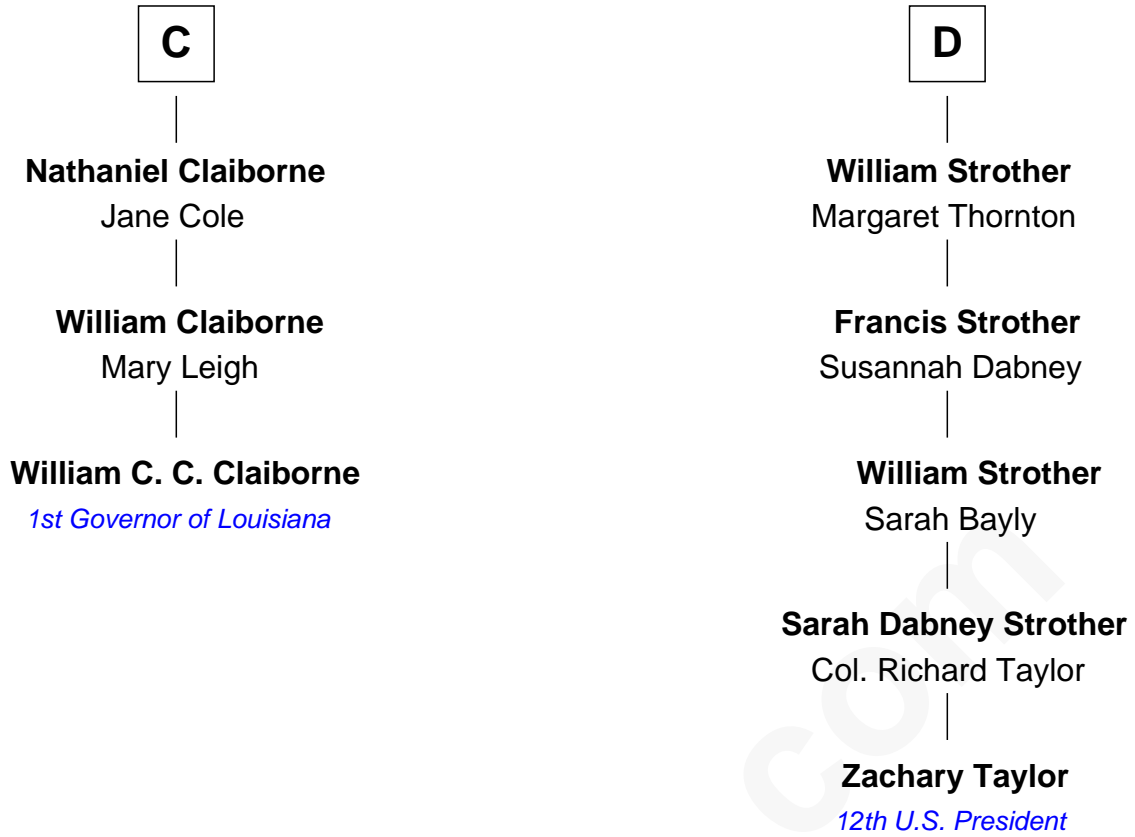 C
Nathaniel Claiborne
Jane Cole
William Claiborne
Mary Leigh
William C. C. Claiborne
1st Governor of Louisiana
D
William Strother
Margaret Thornton
Francis Strother
Susannah Dabney
William Strother
Sarah Bayly
Sarah Dabney Strother
Col. Richard Taylor
Zachary Taylor
12th U.S. President
com